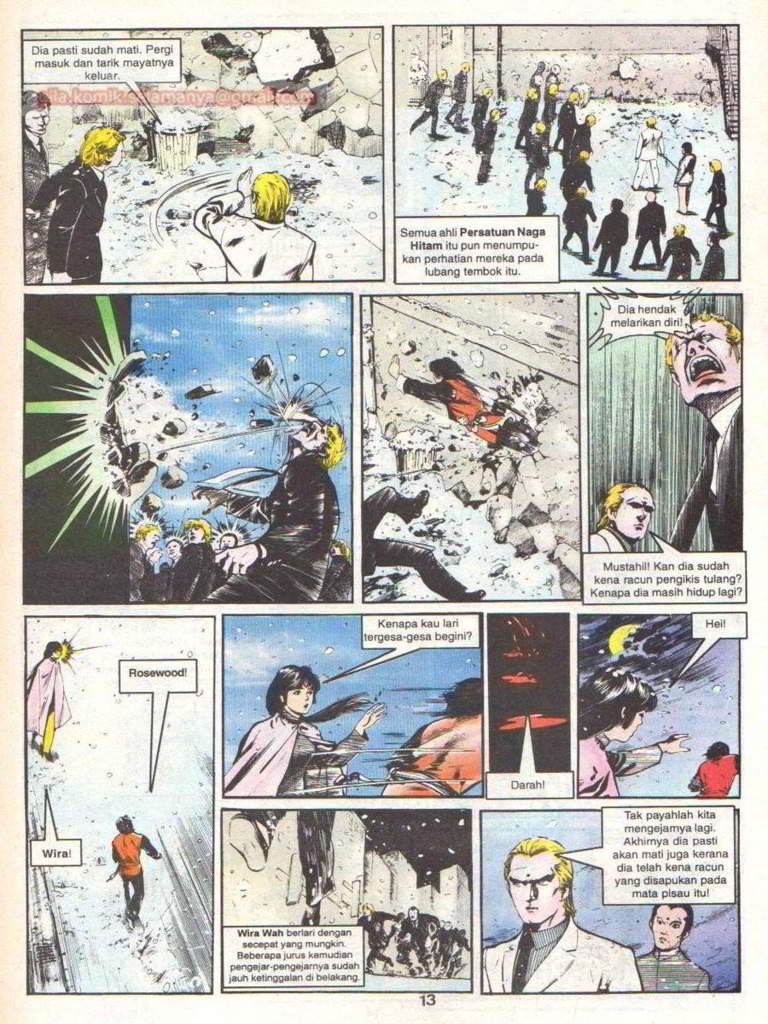 Dia pasti sudah mati. Pergi
masuk dan tarik mayatnya
keluar.
Semua ahli Persatuan Naga
Hitam itu pun menumpu-
kan perhatian mereka pada
lubang tembok itu.
Dia hendak
melarikan diri!
Mustahil! Kan dia sudah
kena racun pengikis tulang?
Kenapa dia masih hidup lagi?
Rosewood!
Wira!
Kenapa kau lari
tergesa-gesa begini?
Darah!
Hei!
Wira Wah berlari dengan
secepat yang mungkin.
Beberapa jurus kemudian
pengejar-pengejarnya sudah
jauh ketinggalan di belakang.
Tak payahlah kita
mengejarnya lagi.
Akhirnya dia pasti
akan mati juga kerana
dia telah kena racun
yang disapukan pada
mata pisau itu!
13